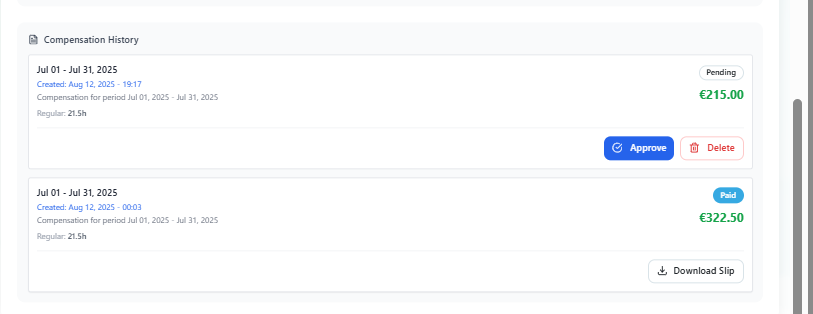 Compensation History
Jul 01 - Jul 31, 2025
Pending
Created: Aug 12, 2025 - 19:17
€215.00
Compensation for period Jul 01, 2025 - Jul 31, 2025
Regular: 21.5h
Approve
Delete
Jul 01 - Jul 31, 2025
Paid
Created: Aug 12, 2025 - 00:03
€322.50
Compensation for period Jul 01, 2025 - Jul 31, 2025
Regular: 21.5h
Download Slip